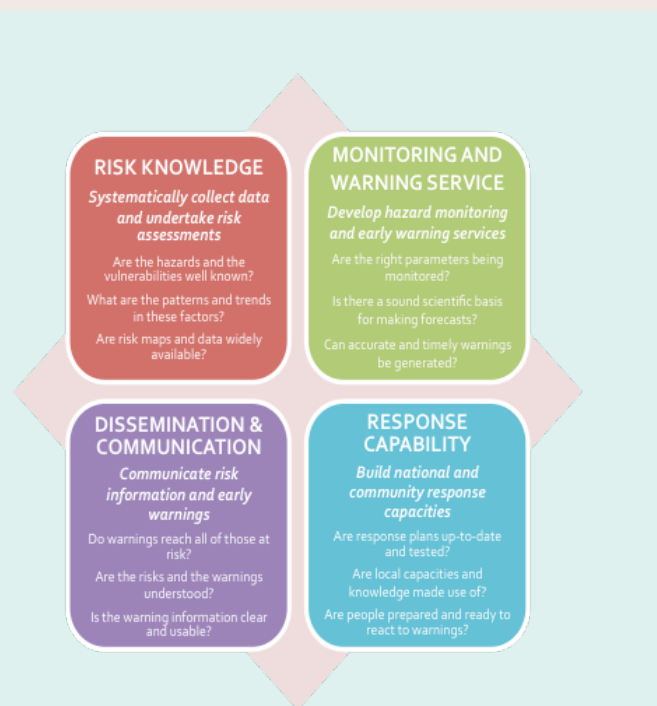 RISK KNOWLEDGE
Systematically collect data
and undertake risk
assessments
Are the hazards and the
vulnerabilities well known?
What are the patterns and trends
in these factors?
Are risk maps and data widely
available?
MONITORING AND
WARNING SERVICE
Develop hazard monitoring
and early warning services
Are the right parameters being
monitored?
Is there a sound scientific basis
for making forecasts?
Can accurate and timely warnings
be generated?
DISSEMINATION &
COMMUNICATION
Communicate risk
information and early
warnings
Do warnings reach all of those at
risk?
Are the risks and the warnings
understood?
Is the warning information clear
and usable?
RESPONSE
CAPABILITY
Build national and
community response
capacities
Are response plans up-to-date
and tested?
Are local capacities and
knowledge made use of?
Are people prepared and ready to
react to warnings?